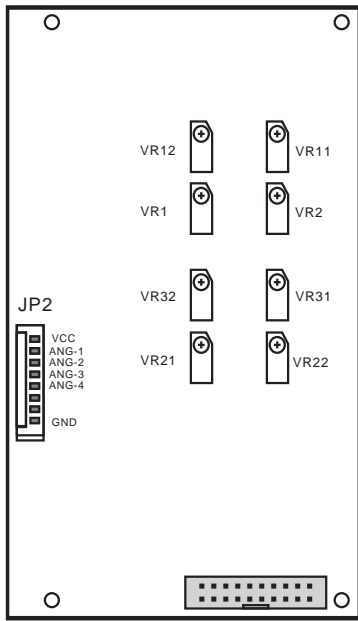 VR12 VR11
VR1 VR2
VR32 VR31
JP2
VR21 VR22
VCC
ANG-1
ANG-2
ANG-3
ANG-4
GND